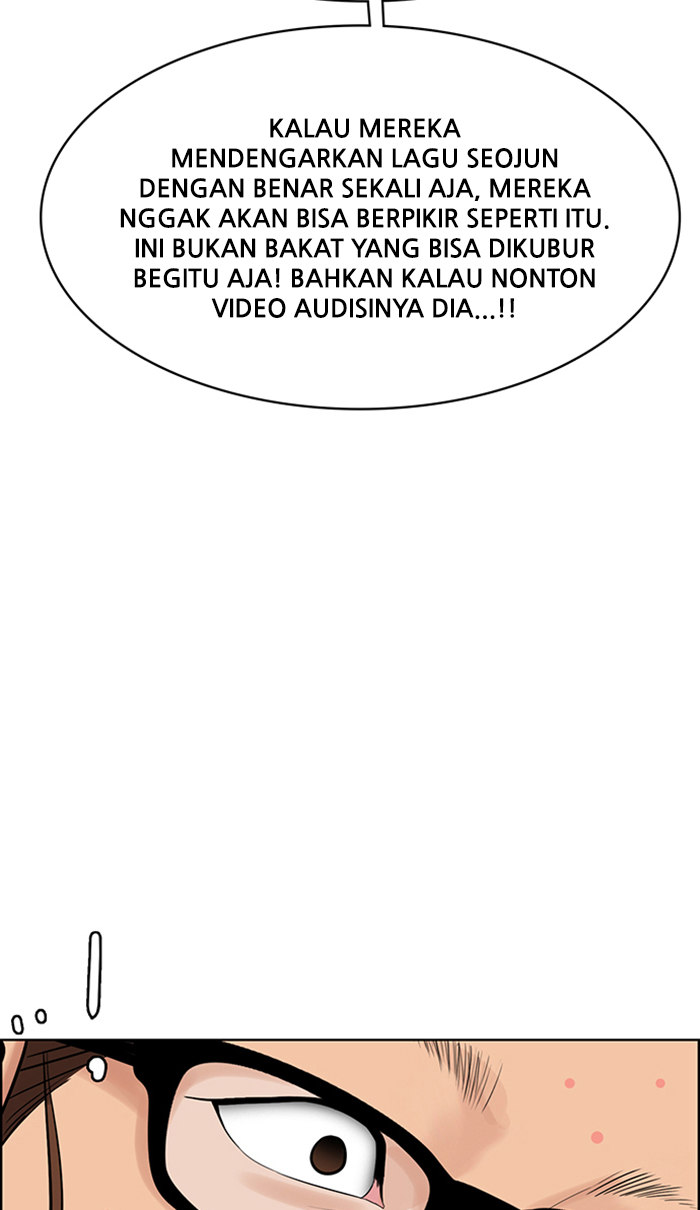 KALAU MEREKA
MENDENGARKAN LAGU SEOJUN
DENGAN BENAR SEKALI AJA, MEREKA
NGGAK AKAN BISA BERPIKIR SEPERTI ITU.
INI BUKAN BAKAT YANG BISA DIKUBUR
BEGITU AJA! BAHKAN KALAU NONTON
VIDEO AUDISINYA DIA...!!